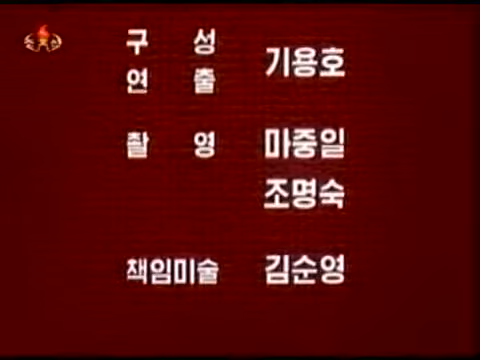 구 성
연 출 기용호
촬 영 마중일
조명숙
책임미술 김순영